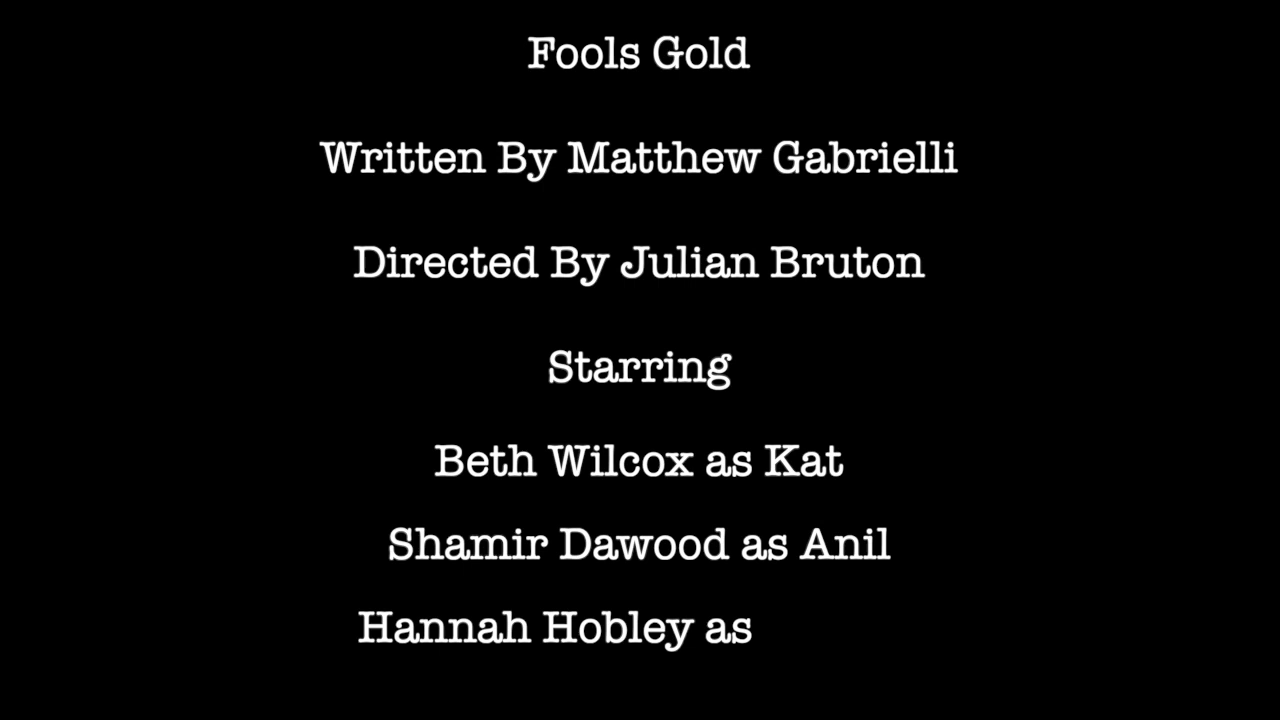 Fools Gold
Written By Matthew Gabrielli
Directed By Julian Bruton
Starring
Beth Wilcox as Kat
Shamir Dawood as Anil
Hannah Hobley as